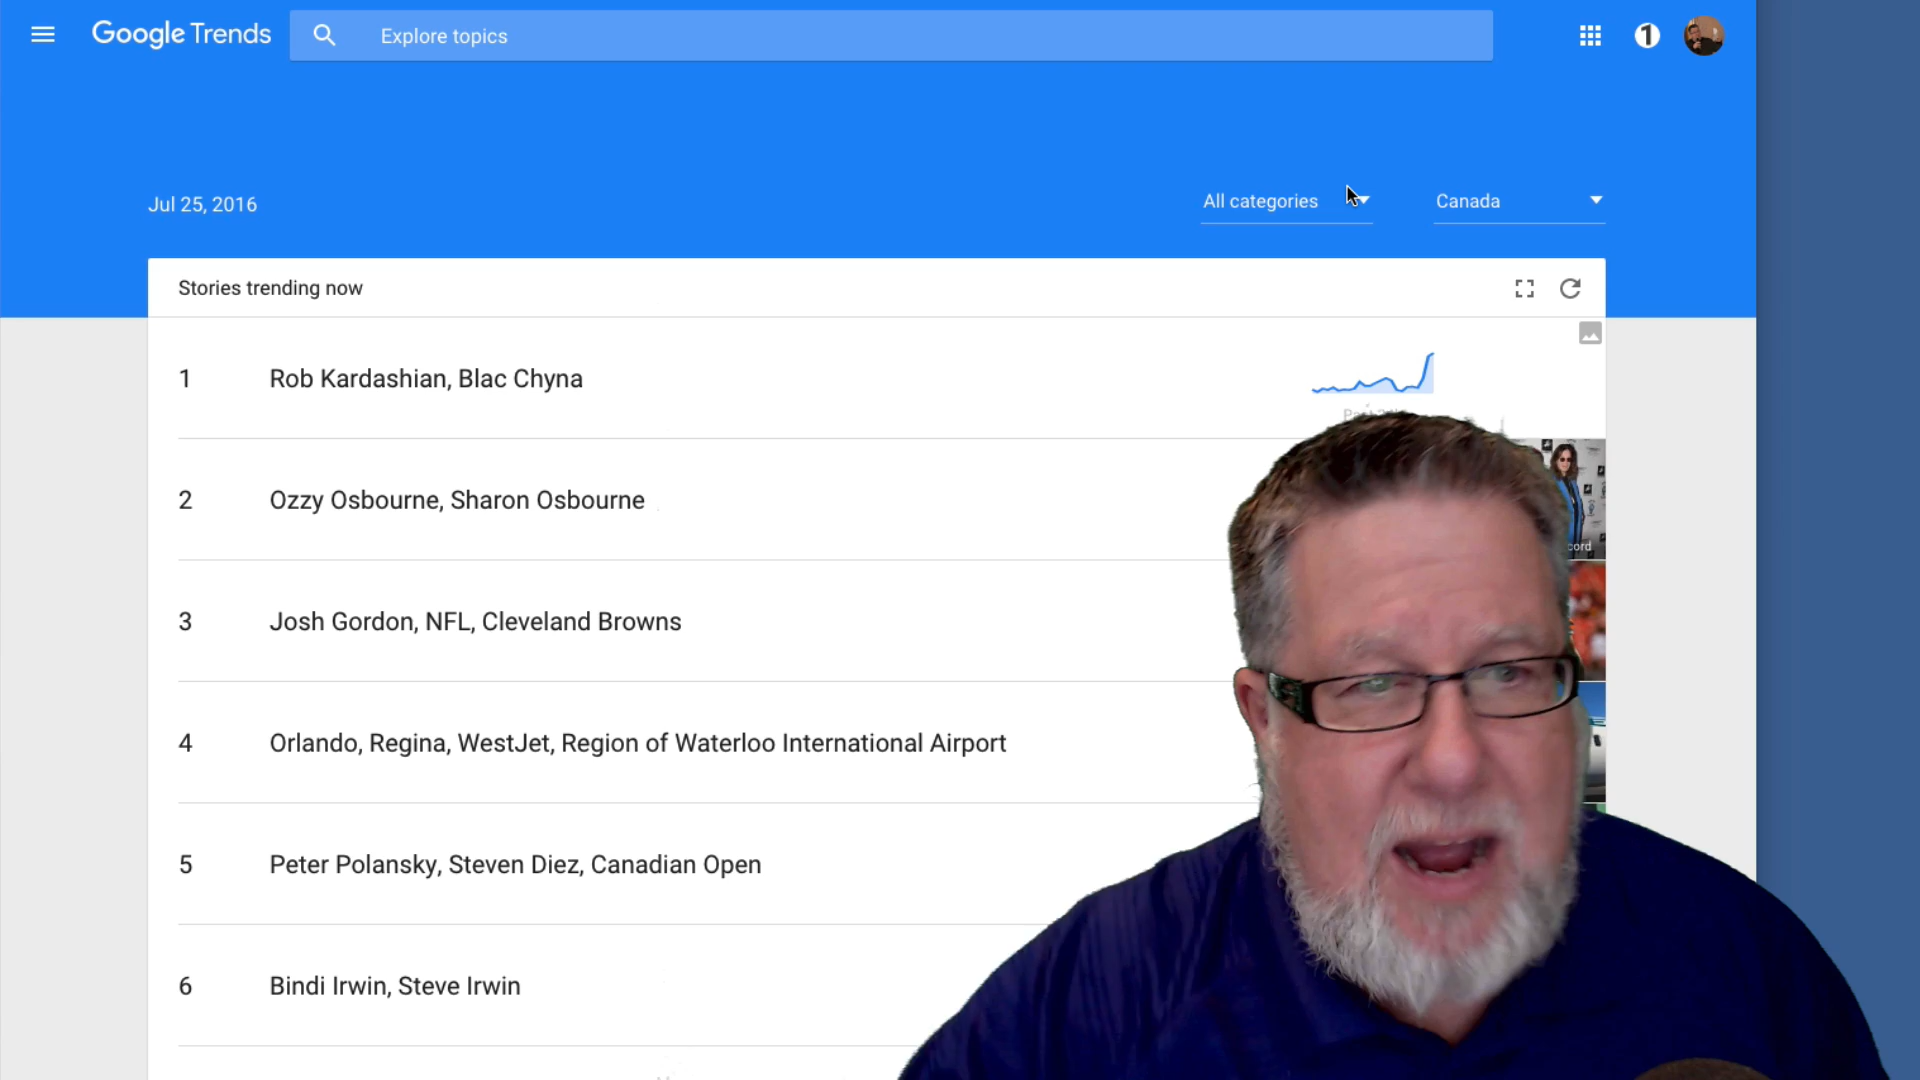 Google Trends
Explore topics
1
Jul 25, 2016
All categories
Canada
Stories trending now
1 Rob Kardashian, Blac Chyna
2 Ozzy Osbourne, Sharon Osbourne
cord
3 Josh Gordon, NFL, Cleveland Browns
4 Orlando, Regina, WestJet, Region of Waterloo International Airport
5 Peter Polansky, Steven Diez, Canadian Open
6 Bindi Irwin, Steve Irwin